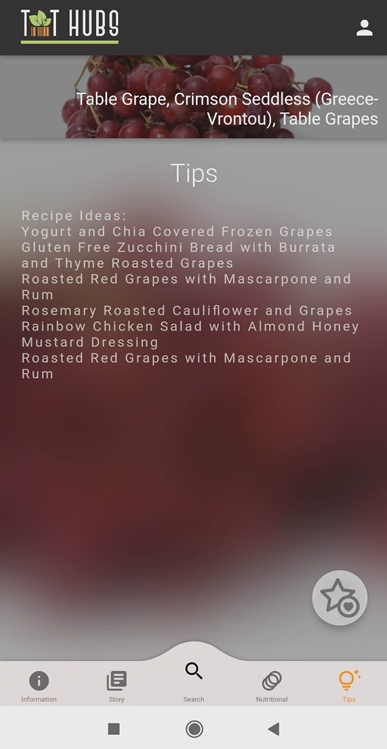 T T HUBS
Table Grape, Crimson Seddless (Greece-
Vrontou), Table Grapes
Tips
Recipe Ideas:
Yogurt and Chia Covered Frozen Grapes
Gluten Free Zucchini Bread with Burrata
and Thyme Roasted Grapes
Roasted Red Grapes with Mascarpone and
Rum
Rosemary Roasted Cauliflower and Grapes
Rainbow Chicken Salad with Almond Honey
Mustard Dressing
Roasted Red Grapes with Mascarpone and
Rum
Information Story Search Nutritional Tips